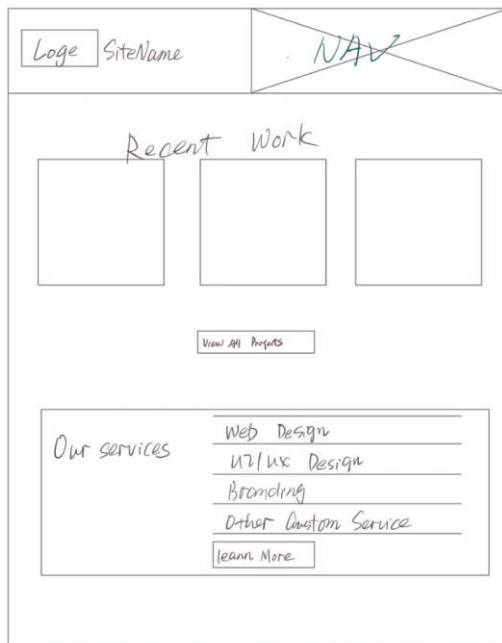 Loge SiteName
NAV
Recent Work
View All Projects
Our services
Web Design
UI/UX Design
Branding
Other Custom Service
learn More